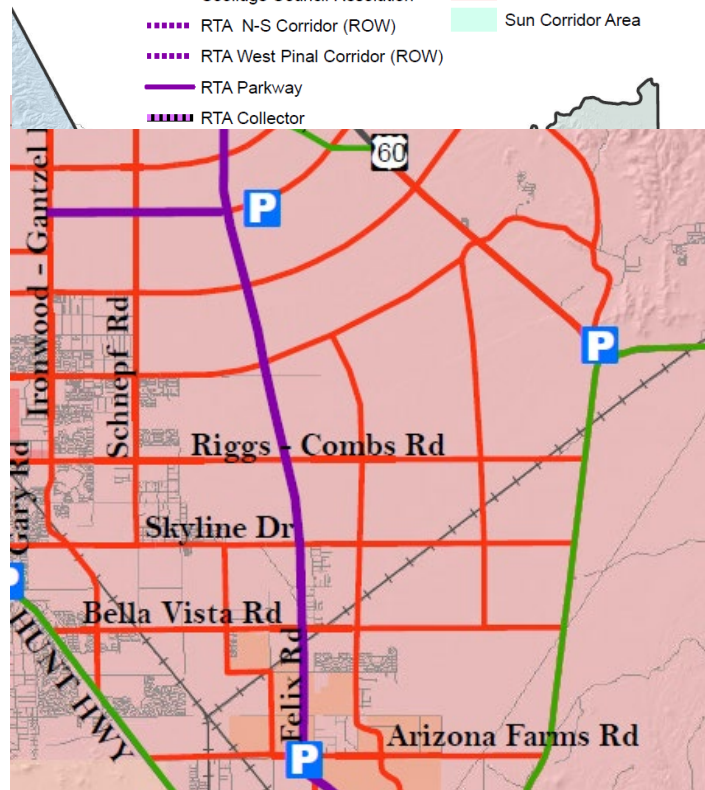 RTA N-S Corridor (ROW)
Sun Corridor Area
RTA West Pinal Corridor (ROW)
RTA Parkway
RTA Collector
60
P
Ironwood - Gantzel
Schnepf Rd
P
Riggs - Combs Rd
Gary Rd
Skyline Dr
P
Bella Vista Rd
HUNT HWY
Felix Rd
Arizona Farms Rd
P